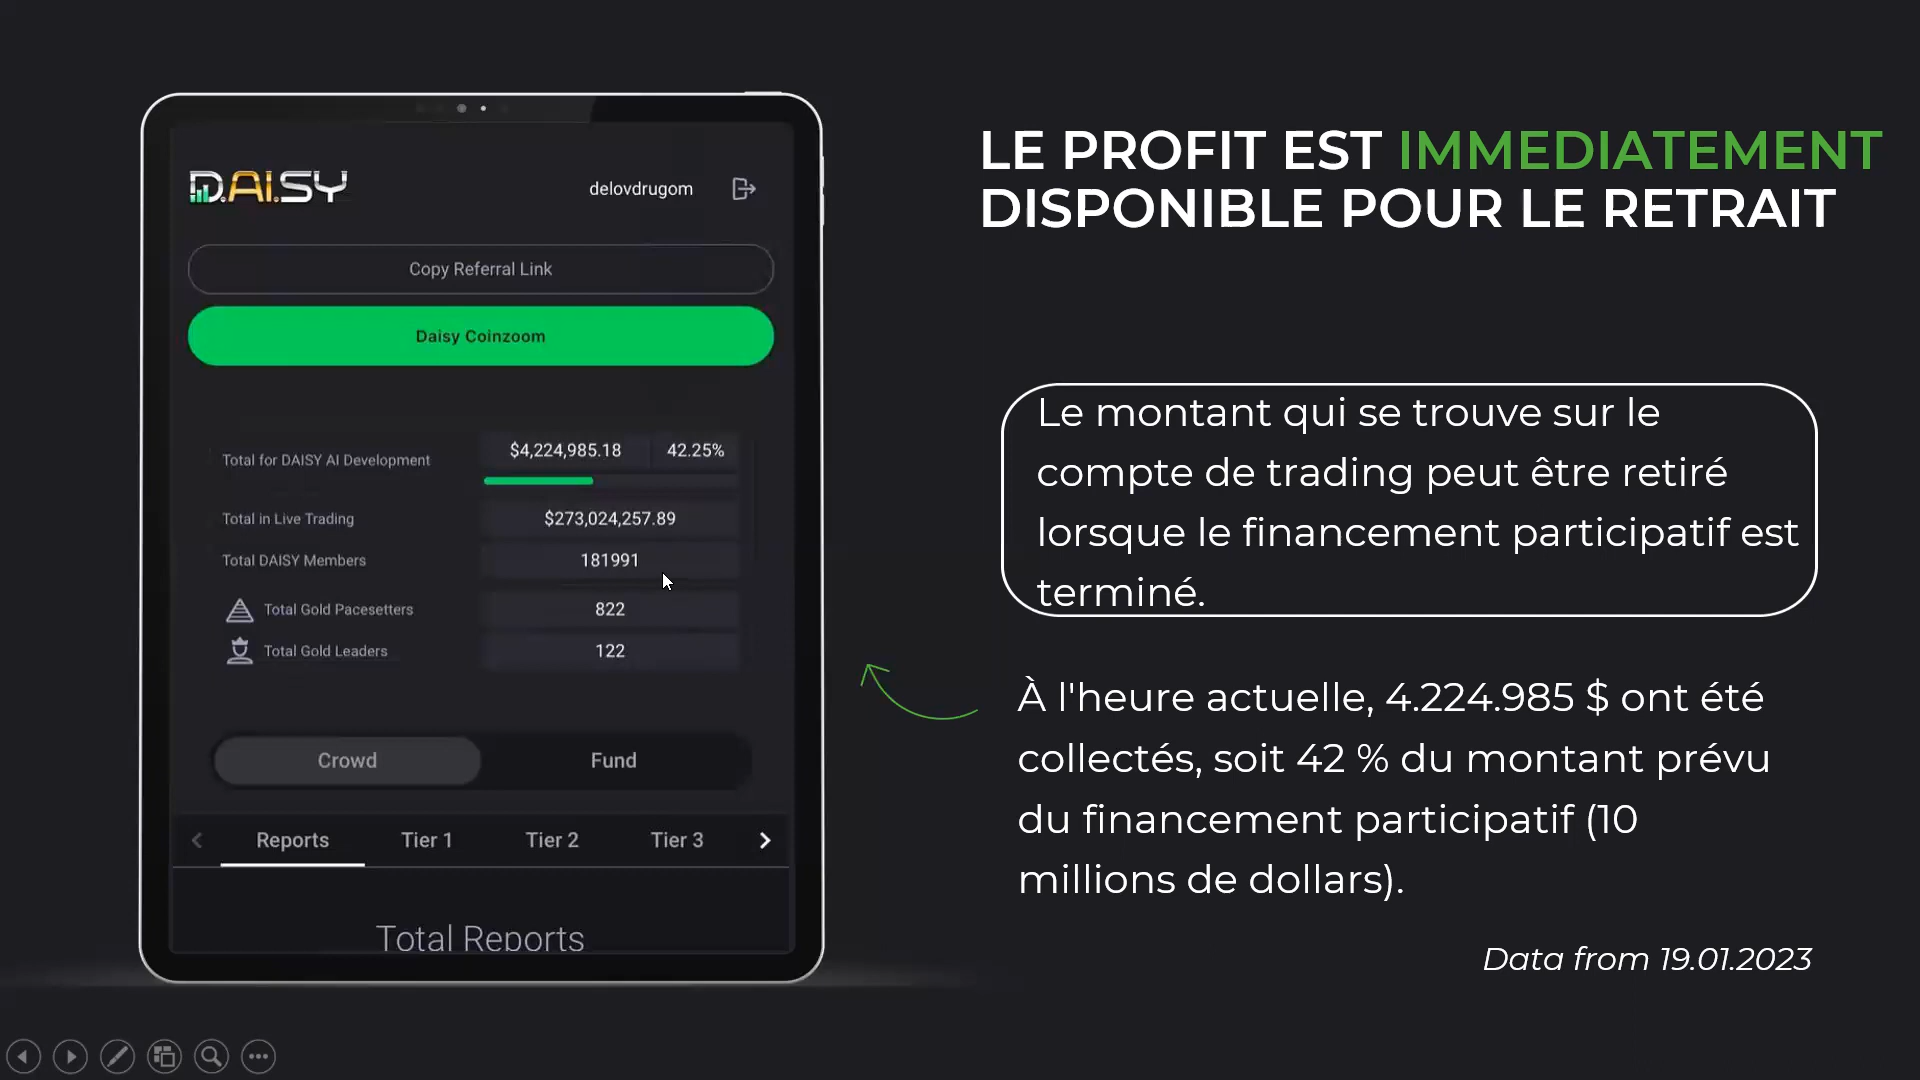 D.AI.SY
delovdrugom
Copy Referral Link
Daisy Coinzoom
Total for DAISY AI Development $4,224,985.18 42.25%
Total in Live Trading $273,024,257.89
Total DAISY Members 181991
Total Gold Pacesetters 822
Total Gold Leaders 122
Crowd Fund
Reports Tier 1 Tier 2 Tier 3
Total Reports
LE PROFIT EST IMMEDIATEMENT
DISPONIBLE POUR LE RETRAIT
Le montant qui se trouve sur le
compte de trading peut être retiré
lorsque le financement participatif est
terminé.
À l'heure actuelle, 4.224.985 $ ont été
collectés, soit 42 % du montant prévu
du financement participatif (10
millions de dollars).
Data from 19.01.2023